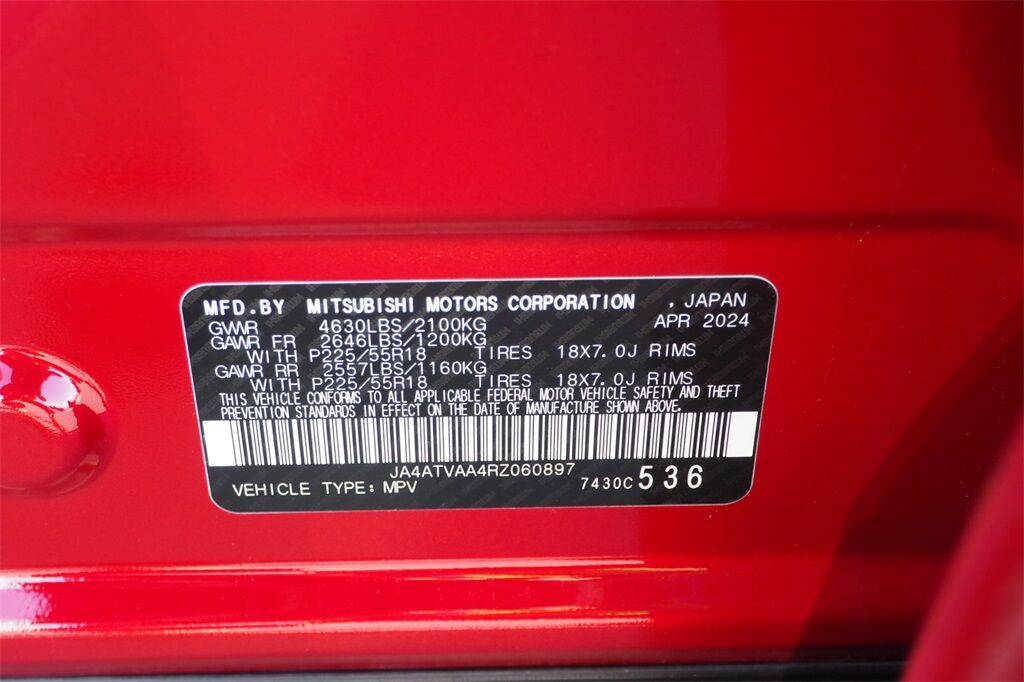 MFD.BY MITSUBISHI MOTORS CORPORATION , JAPAN
GVWR 4630LBS/2100KG APR 2024
GAWR FR 2646LBS/1200KG
WITH P225/55R18 TIRES 18X7.0J RIMS
GAWR RR 2557LBS/1160KG
WITH P225/55R18 TIRES 18X7.0J RIMS
THIS VEHICLE CONFORMS TO ALL APPLICABLE FEDERAL MOTOR VEHICLE SAFETY AND THEFT
PREVENTION STANDARDS IN EFFECT ON THE DATE OF MANUFACTURE SHOWN ABOVE.
JA4ATVAA4RZ060897
VEHICLE TYPE: MPV 7430C 536